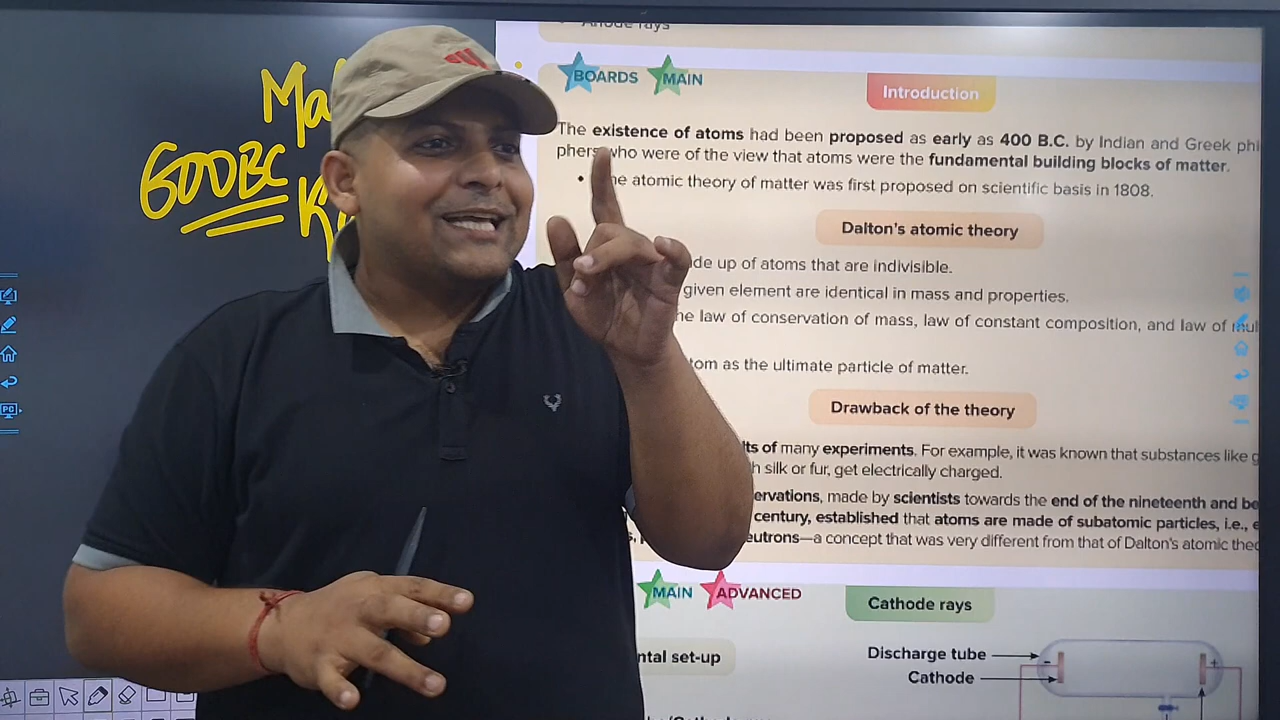 Anode rays
BOARDS MAIN
Introduction
The existence of atoms had been proposed as early as 400 B.C. by Indian and Greek phi
phers who were of the view that atoms were the fundamental building blocks of matter.
• he atomic theory of matter was first proposed on scientific basis in 1808.
Dalton's atomic theory
de up of atoms that are indivisible.
given element are identical in mass and properties.
he law of conservation of mass, law of constant composition, and law of mul
tom as the ultimate particle of matter.
Drawback of the theory
lts of many experiments. For example, it was known that substances like g
h silk or fur, get electrically charged.
ervations, made by scientists towards the end of the nineteenth and be
century, established that atoms are made of subatomic particles, i.e., e
eutrons—a concept that was very different from that of Dalton's atomic theo
MAIN ADVANCED
Cathode rays
ntal set-up
Discharge tube
Cathode
- +
Ma
600BC
K
PC